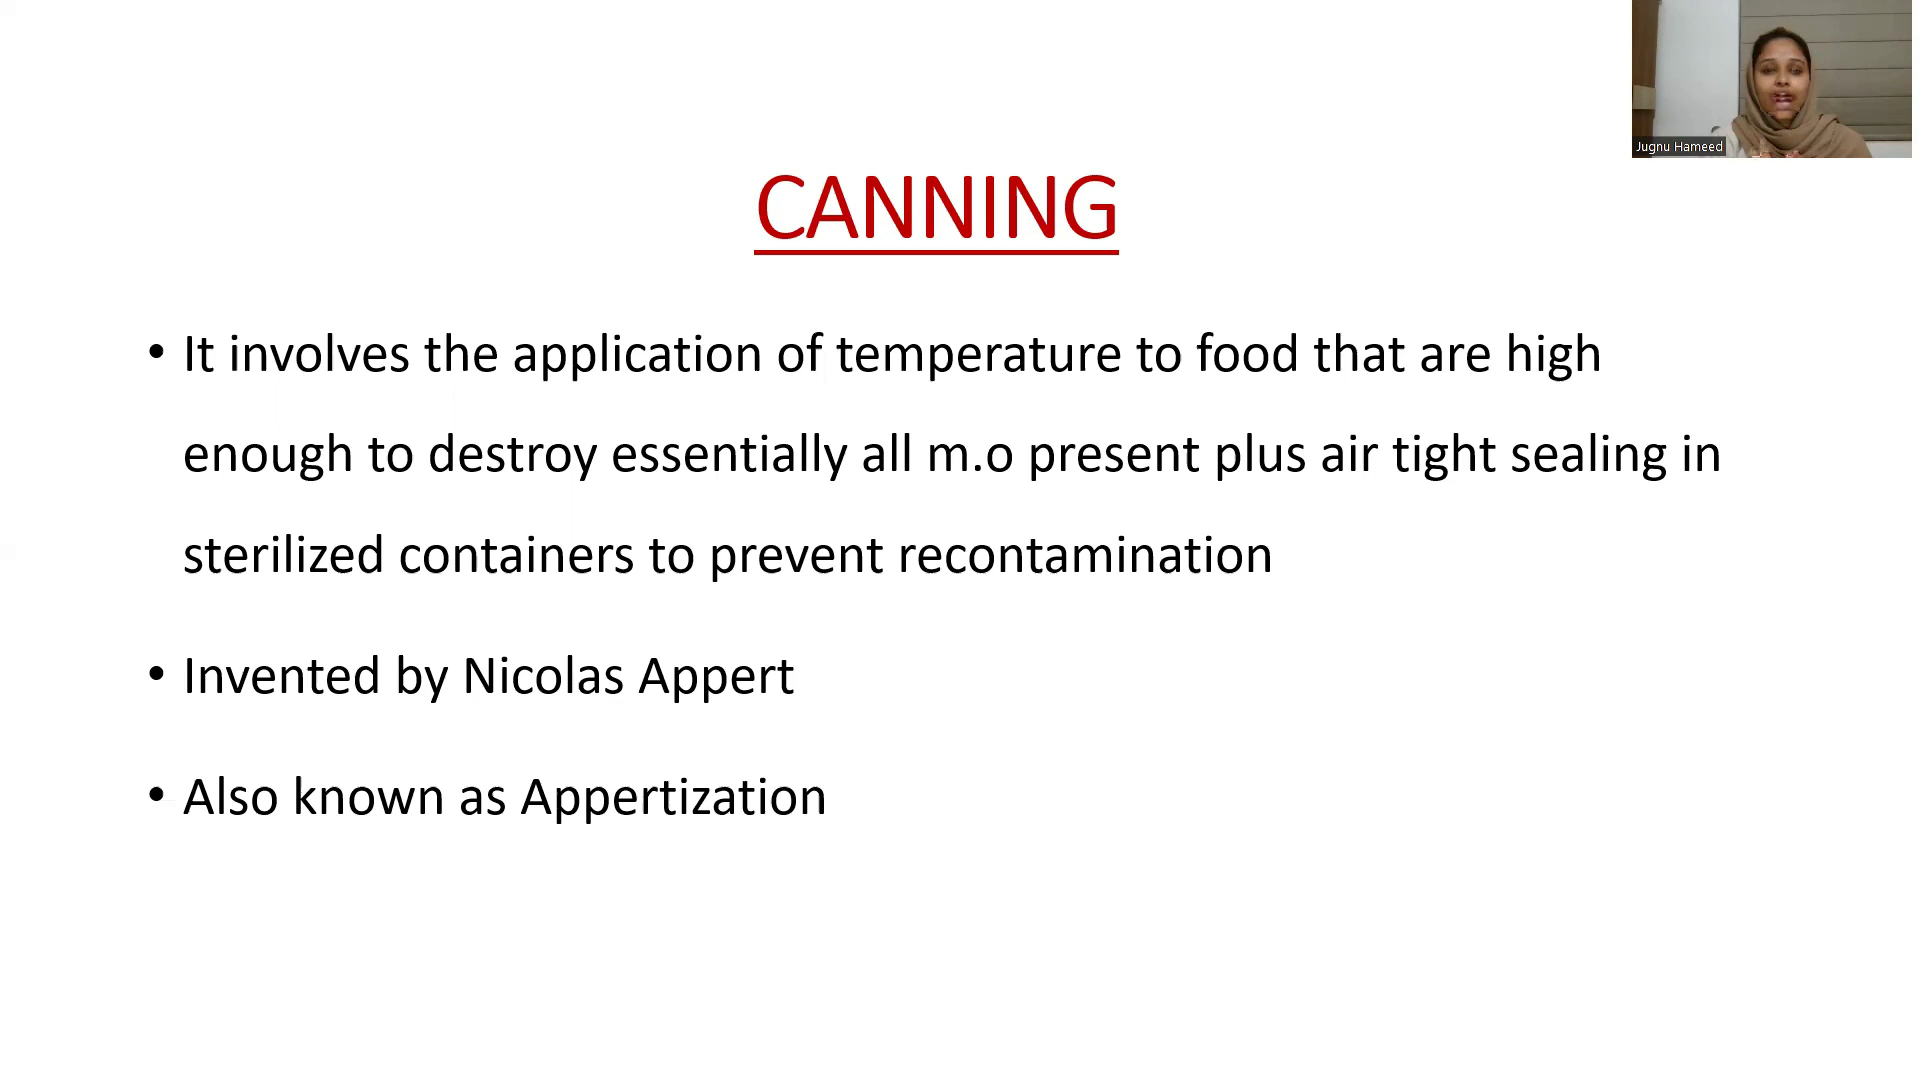 Jugnu Hameed
CANNING
• It involves the application of temperature to food that are high
enough to destroy essentially all m.o present plus air tight sealing in
sterilized containers to prevent recontamination
• Invented by Nicolas Appert
• Also known as Appertization